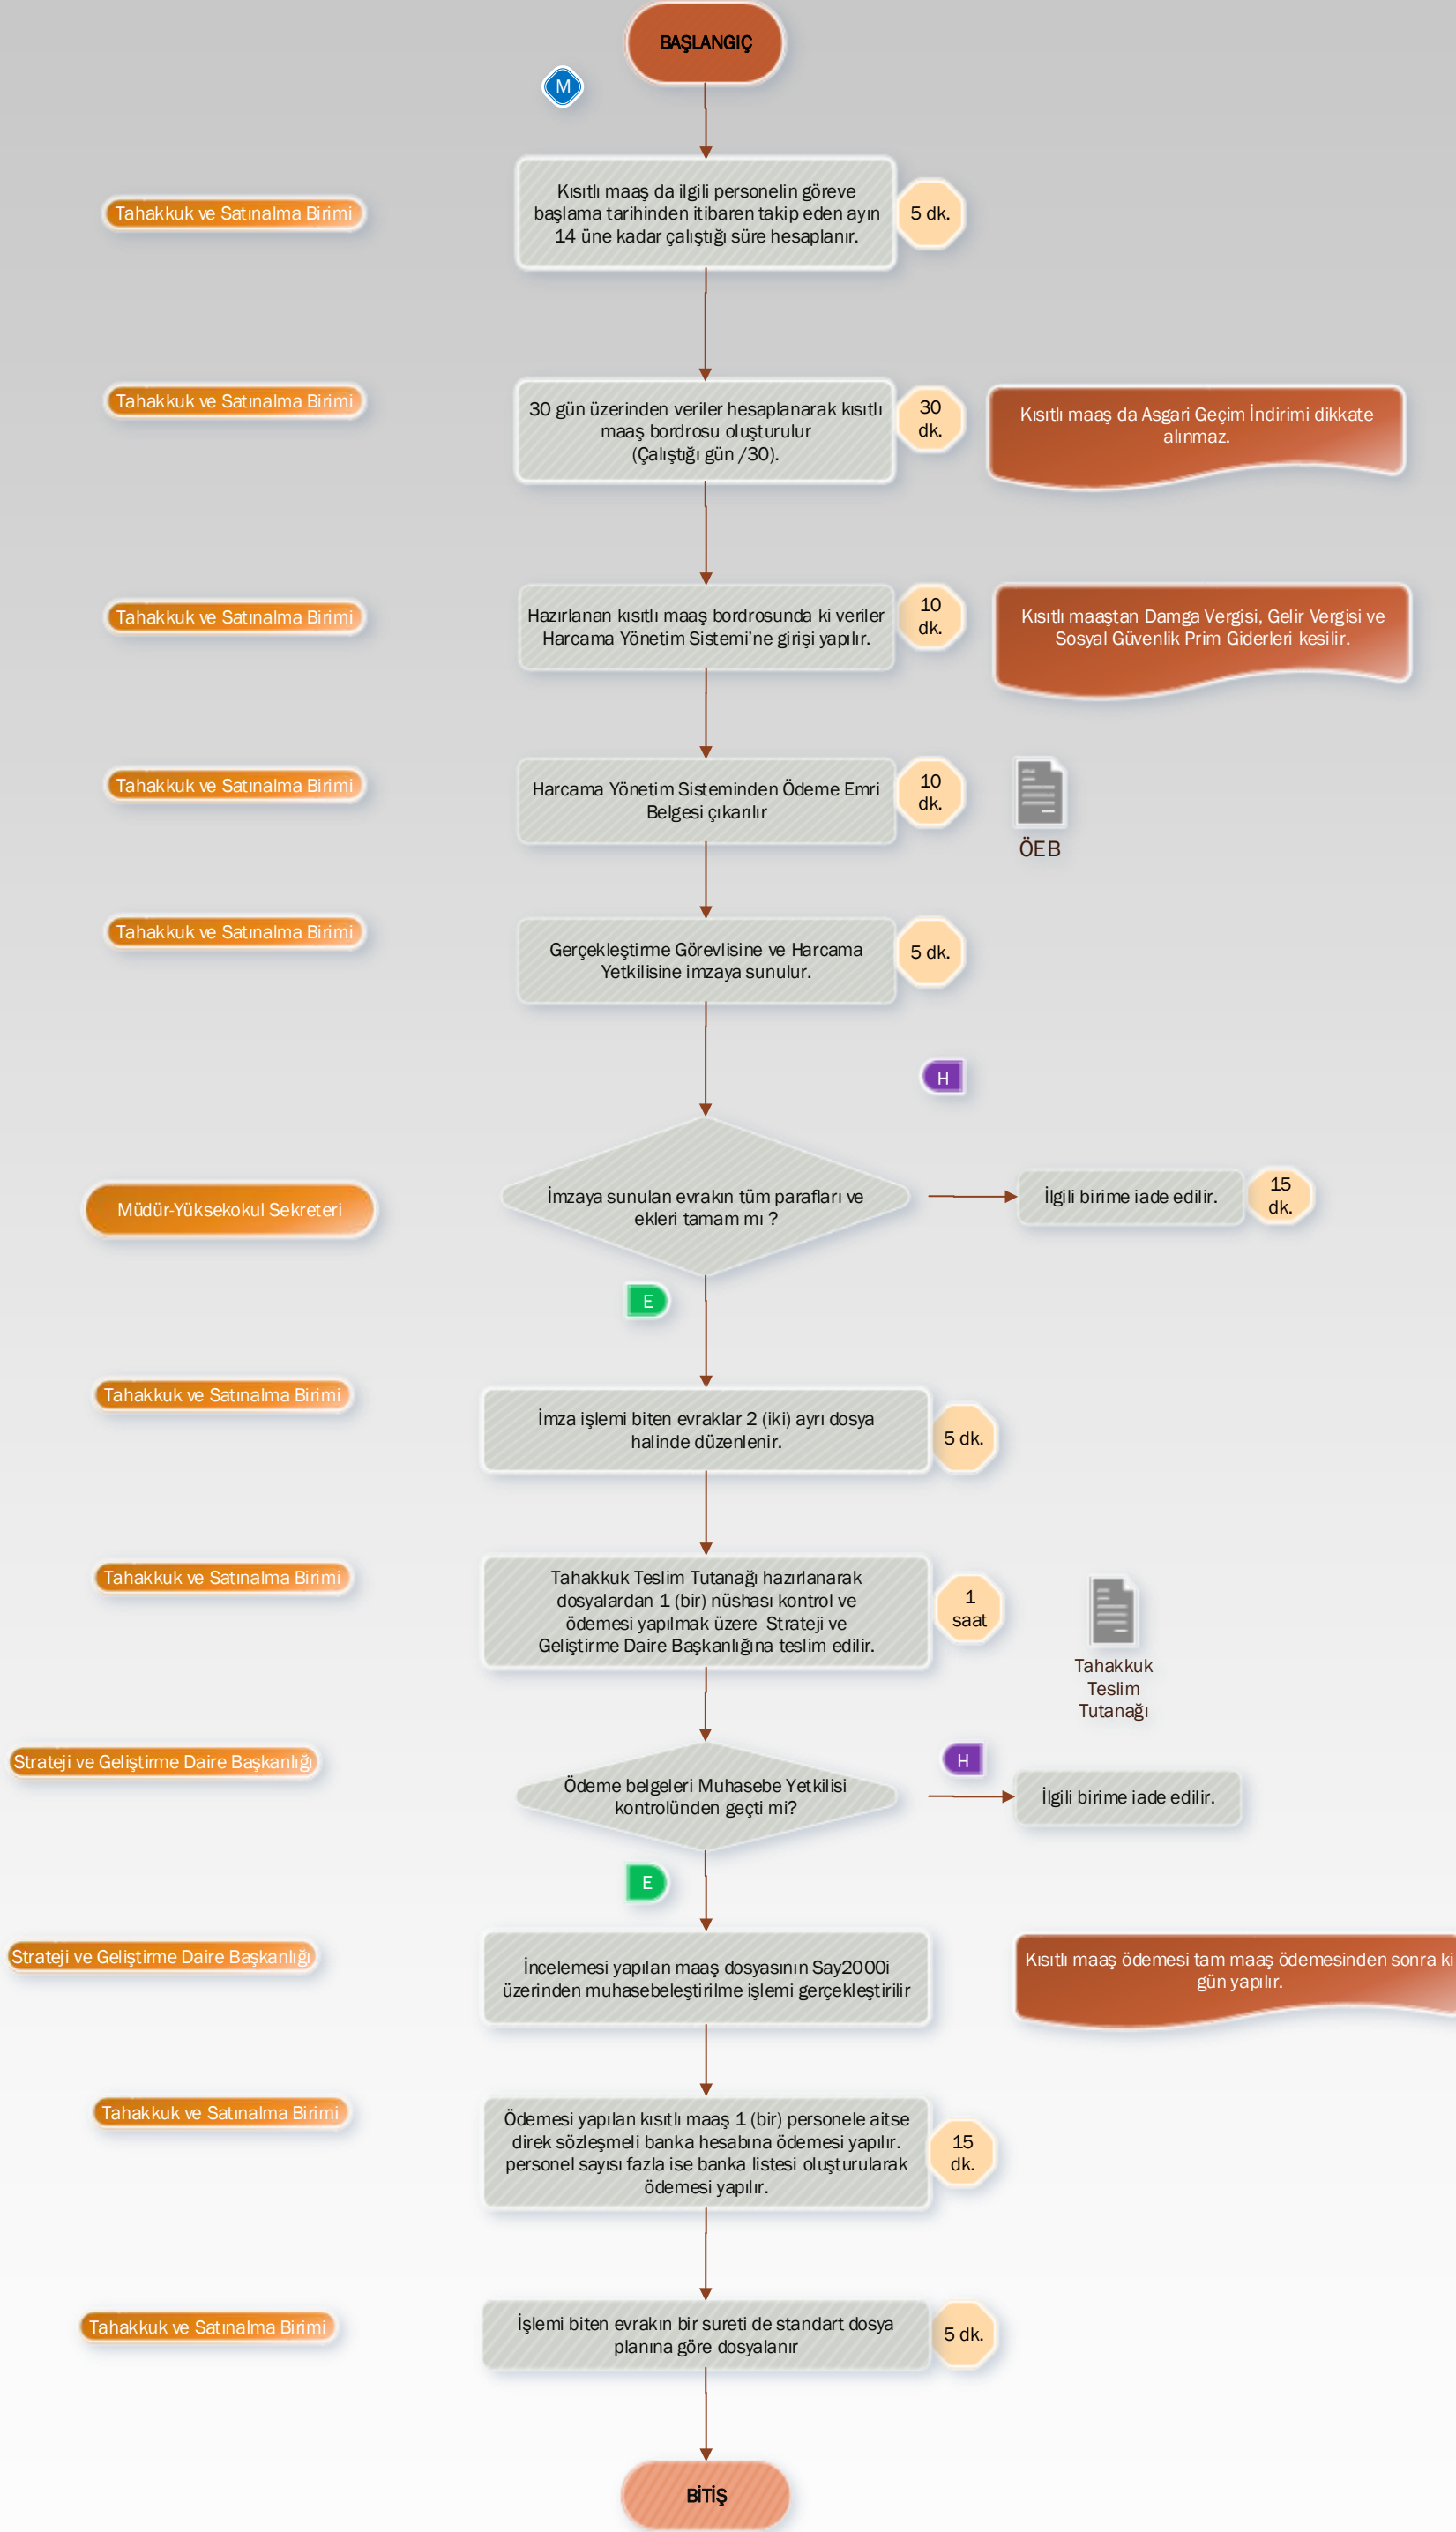 BAŞLANGIÇ
M
Tahakkuk ve Satınalma Birimi
Kısıtlı maaş da ilgili personelin göreve
başlama tarihinden itibaren takip eden ayın
14 üne kadar çalıştığı süre hesaplanır.
5 dk.
Tahakkuk ve Satınalma Birimi
30 gün üzerinden veriler hesaplanarak kısıtlı
maaş bordrosu oluşturulur
(Çalıştığı gün /30).
30
dk.
Kısıtlı maaş da Asgari Geçim İndirimi dikkate
alınmaz.
Tahakkuk ve Satınalma Birimi
Hazırlanan kısıtlı maaş bordrosunda ki veriler
Harcama Yönetim Sistemi’ne girişi yapılır.
10
dk.
Kısıtlı maaştan Damga Vergisi, Gelir Vergisi ve
Sosyal Güvenlik Prim Giderleri kesilir.
Tahakkuk ve Satınalma Birimi
Harcama Yönetim Sisteminden Ödeme Emri
Belgesi çıkarılır
10
dk.
ÖEB
Tahakkuk ve Satınalma Birimi
Gerçekleştirme Görevlisine ve Harcama
Yetkilisine imzaya sunulur.
5 dk.
H
Müdür-Yüksekokul Sekreteri
İmzaya sunulan evrakın tüm parafları ve
ekleri tamam mı ?
İlgili birime iade edilir.
15
dk.
E
Tahakkuk ve Satınalma Birimi
İmza işlemi biten evraklar 2 (iki) ayrı dosya
halinde düzenlenir.
5 dk.
Tahakkuk ve Satınalma Birimi
Tahakkuk Teslim Tutanağı hazırlanarak
dosyalardan 1 (bir) nüshası kontrol ve
ödemesi yapılmak üzere  Strateji ve
Geliştirme Daire Başkanlığına teslim edilir.
1
saat
Tahakkuk
Teslim
Tutanağı
Strateji ve Geliştirme Daire Başkanlığı
Ödeme belgeleri Muhasebe Yetkilisi
kontrolünden geçti mi?
H
İlgili birime iade edilir.
E
Strateji ve Geliştirme Daire Başkanlığı
İncelemesi yapılan maaş dosyasının Say2000i
üzerinden muhasebeleştirilme işlemi gerçekleştirilir
Kısıtlı maaş ödemesi tam maaş ödemesinden sonra ki
gün yapılır.
Tahakkuk ve Satınalma Birimi
Ödemesi yapılan kısıtlı maaş 1 (bir) personele aitse
direk sözleşmeli banka hesabına ödemesi yapılır.
personel sayısı fazla ise banka listesi oluşturularak
ödemesi yapılır.
15
dk.
Tahakkuk ve Satınalma Birimi
İşlemi biten evrakın bir sureti de standart dosya
planına göre dosyalanır
5 dk.
BİTİŞ